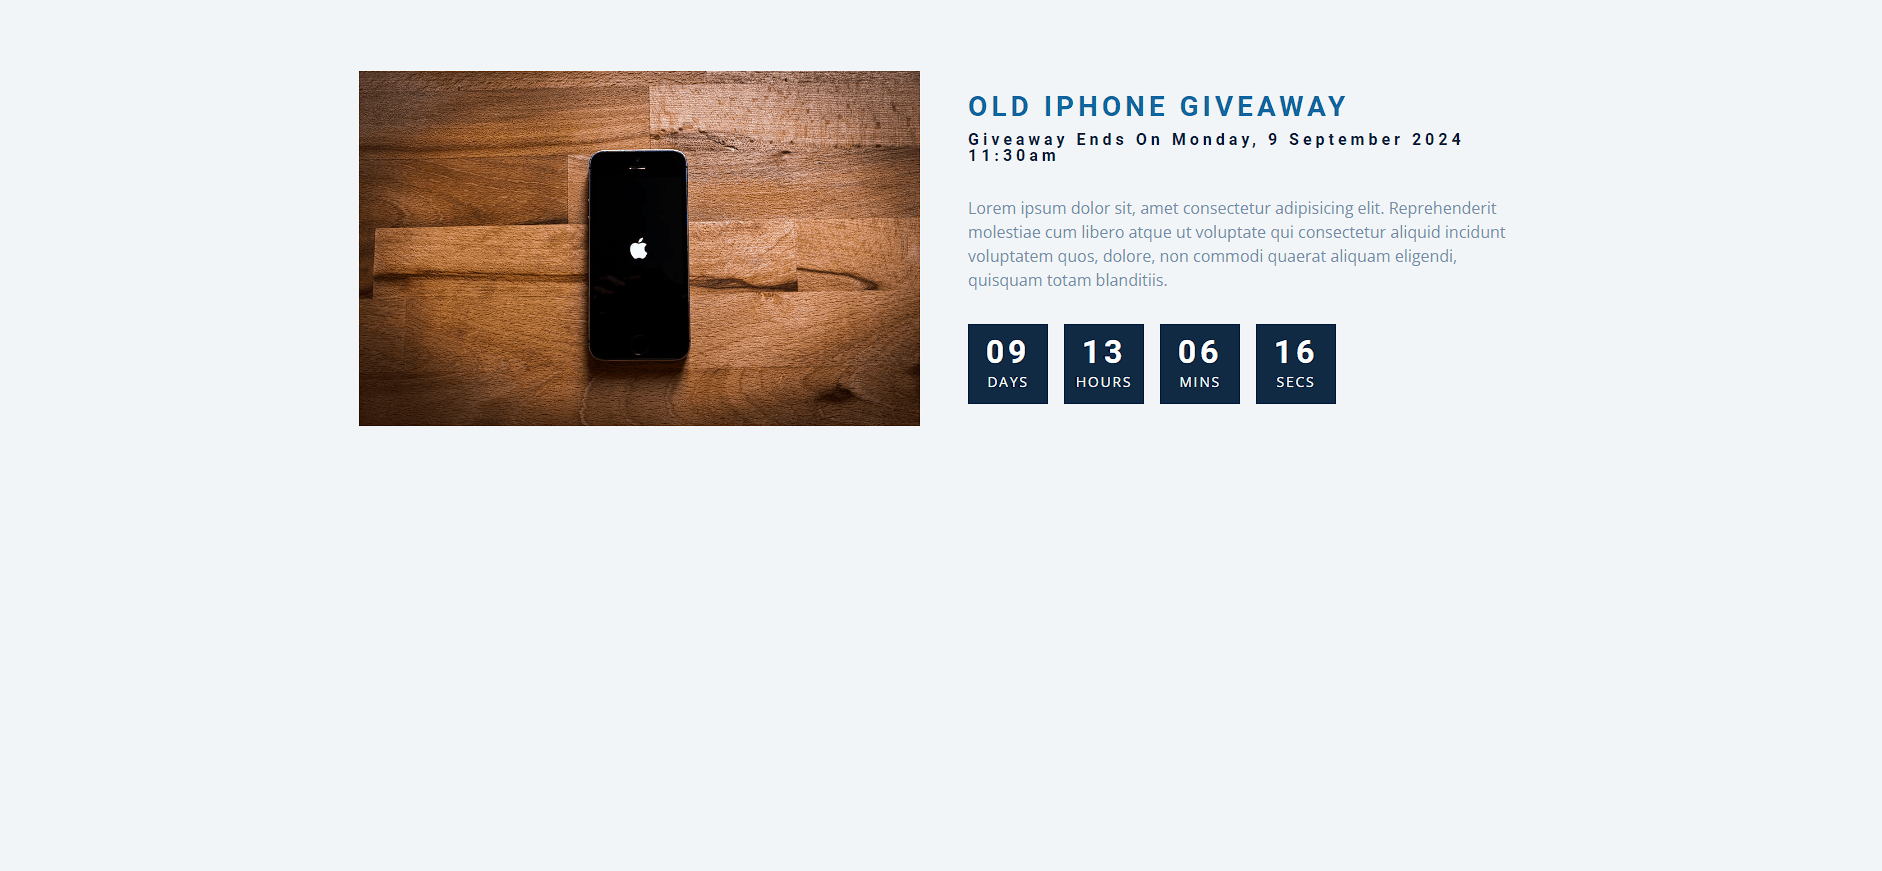 OLD IPHONE GIVEAWAY
Giveaway Ends On Monday, 9 September 2024
11:30am
Lorem ipsum dolor sit, amet consectetur adipisicing elit. Reprehenderit
molestiae cum libero atque ut voluptate qui consectetur aliquid incidunt
voluptatem quos, dolore, non commodi quaerat aliquam eligendi,
quisquam totam blanditiis.
09 13 06 16
DAYS HOURS MINS SECS